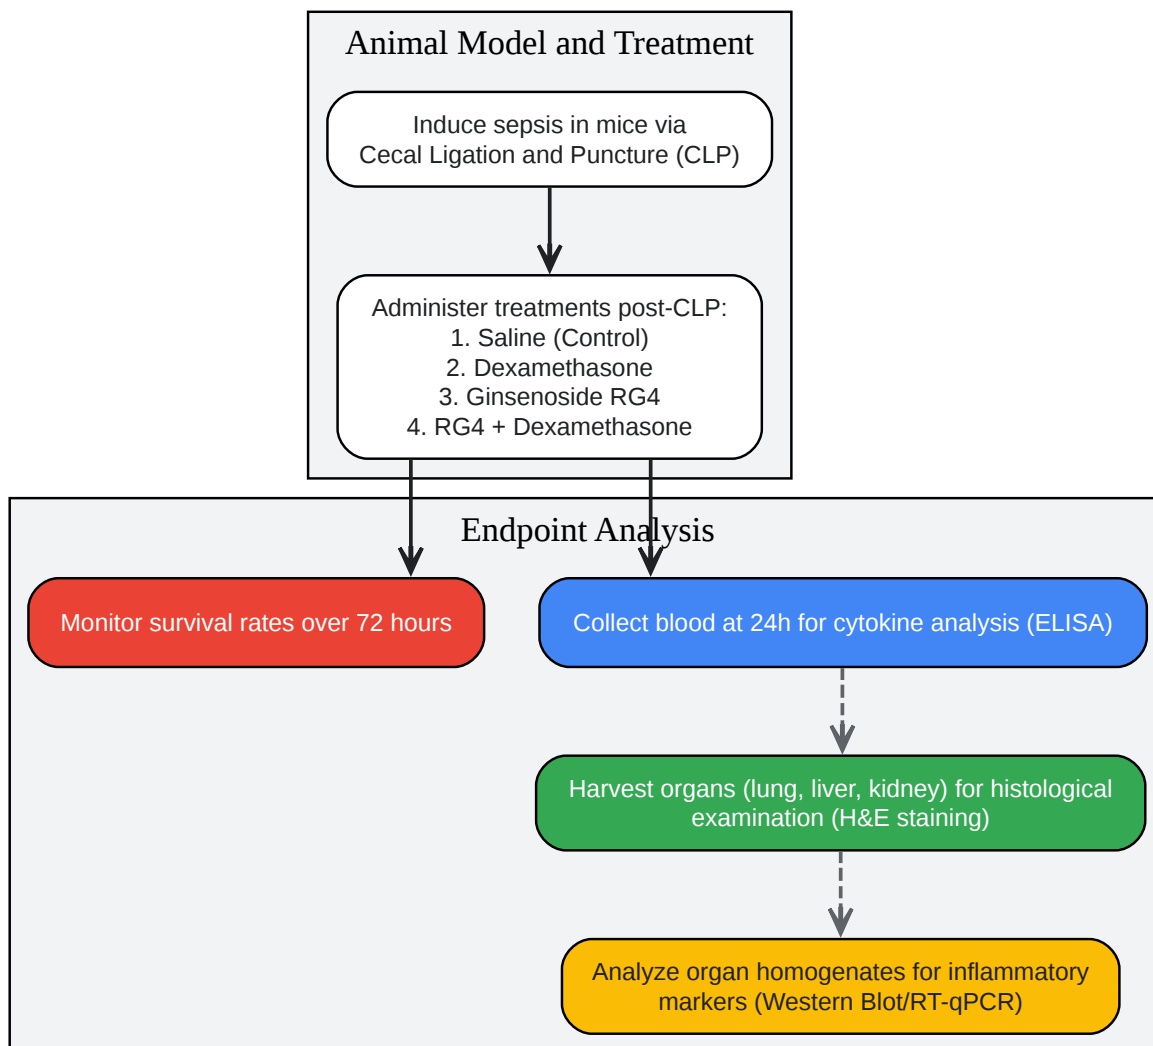 Animal Model and Treatment
Induce sepsis in mice via
Cecal Ligation and Puncture (CLP)
Administer treatments post-CLP:
1. Saline (Control)
2. Dexamethasone
3. Ginsenoside RG4
4. RG4 + Dexamethasone
Endpoint Analysis
Monitor survival rates over 72 hours
Collect blood at 24h for cytokine analysis (ELISA)
Harvest organs (lung, liver, kidney) for histological
examination (H&E staining)
Analyze organ homogenates for inflammatory
markers (Western Blot/RT-qPCR)